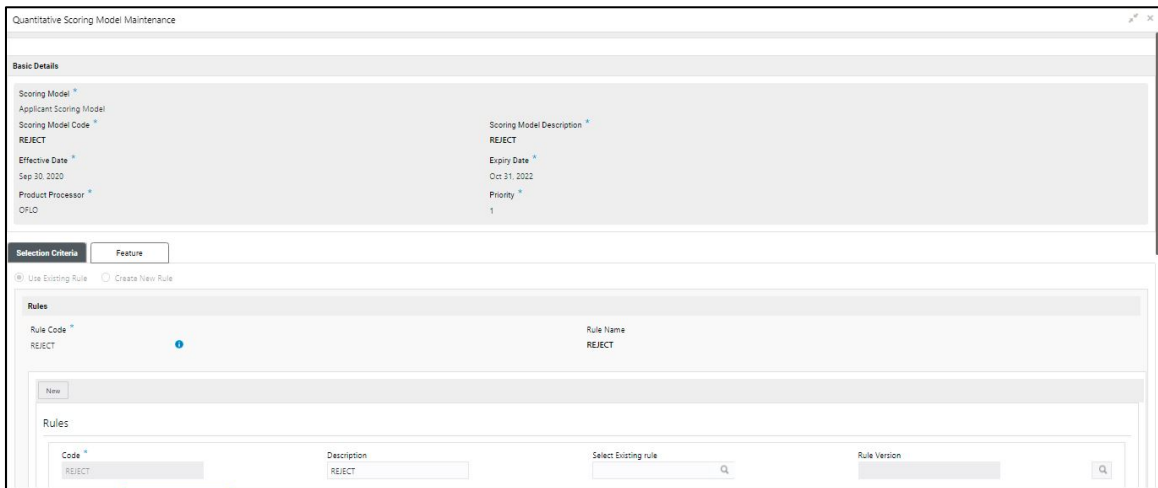 Quantitative Scoring Model Maintenance
Basic Details
Scoring Model *
Applicant Scoring Model
Scoring Model Code * Scoring Model Description *
REJECT REJECT
Effective Date * Expiry Date *
Sep 30, 2020 Oct 31, 2022
Product Processor * Priority *
OFLO 1
Selection Criteria Feature
Use Existing Rule Create New Rule
Rules
Rule Code * Rule Name
REJECT REJECT
New
Rules
Code * Description Select Existing rule Rule Version
REJECT REJECT